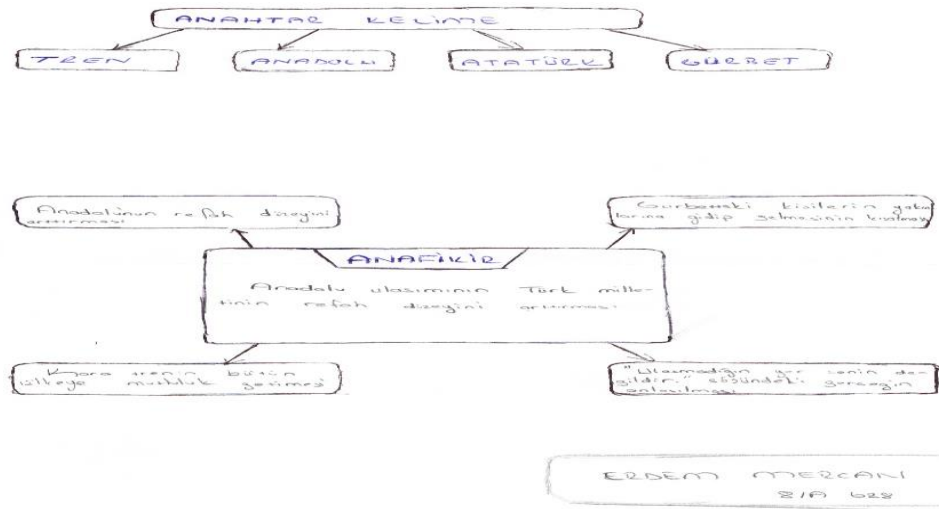 ANAHTAR KELİME
TREN
ANADOLU
ATATÜRK
GURBET
Anadolunun refah düzeyini
arttırması
Gurbetteki kişilerin yakın
larına gidip gelmesinin kısalması
ANAFİKİR
Anadolu ulaşımının Türk mille-
tinin refah düzeyini arttırması
Kara trenin bütün
ülkeye mutluluk getirmesi
"Ulaşmadığın yer senin de-
ğildir." sözündeki gerçeğin
anlaşılması
ERDEM MERCAN
8/A 628